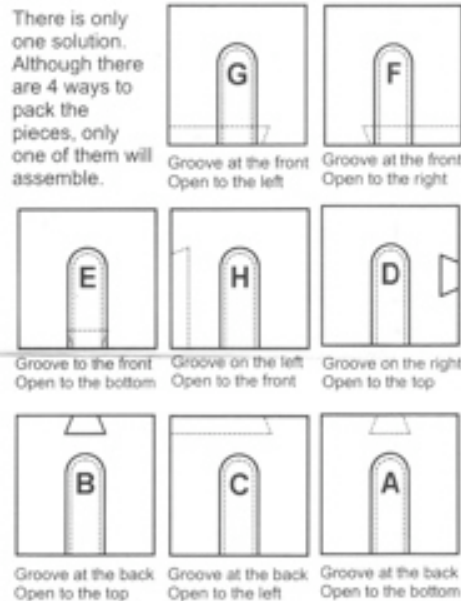 There is only
one solution.
Although there
are 4 ways to
pack the
pieces, only
one of them will
assemble.
G
F
Groove at the front
Open to the left
Groove at the front
Open to the right
E
H
D
Groove to the front
Open to the bottom
Groove on the left
Open to the front
Groove on the right
Open to the top
B
C
A
Groove at the back
Open to the top
Groove at the back
Open to the left
Groove at the back
Open to the bottom